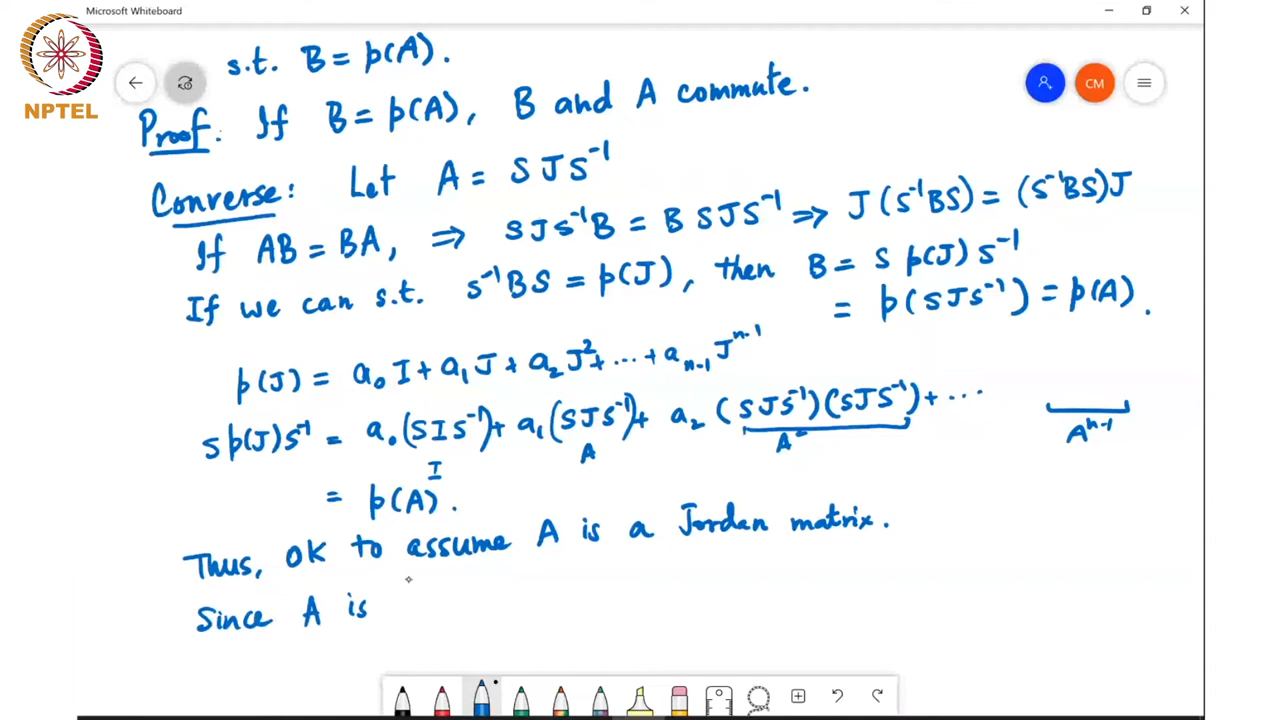 Microsoft Whiteboard
NPTEL
CM
s.t. B = p(A).
Proof: If B = p(A), B and A commute.
Converse: Let A = SJS⁻¹
If AB = BA, ⇒ SJS⁻¹B = BSJS⁻¹ ⇒ J(S⁻¹BS) = (S⁻¹BS)J
If we can s.t. S⁻¹BS = p(J), then B = S p(J) S⁻¹
= p(SJS⁻¹) = p(A).
p(J) = a₀I + a₁J + a₂J² + ... + aₙ₋₁Jⁿ⁻¹
S p(J) S⁻¹ = a₀(SIS⁻¹) + a₁(SJS⁻¹) + a₂(SJS⁻¹)(SJS⁻¹) + ...
I A A² Aⁿ⁻¹
= p(A).
Thus, OK to assume A is a Jordan matrix.
Since A is